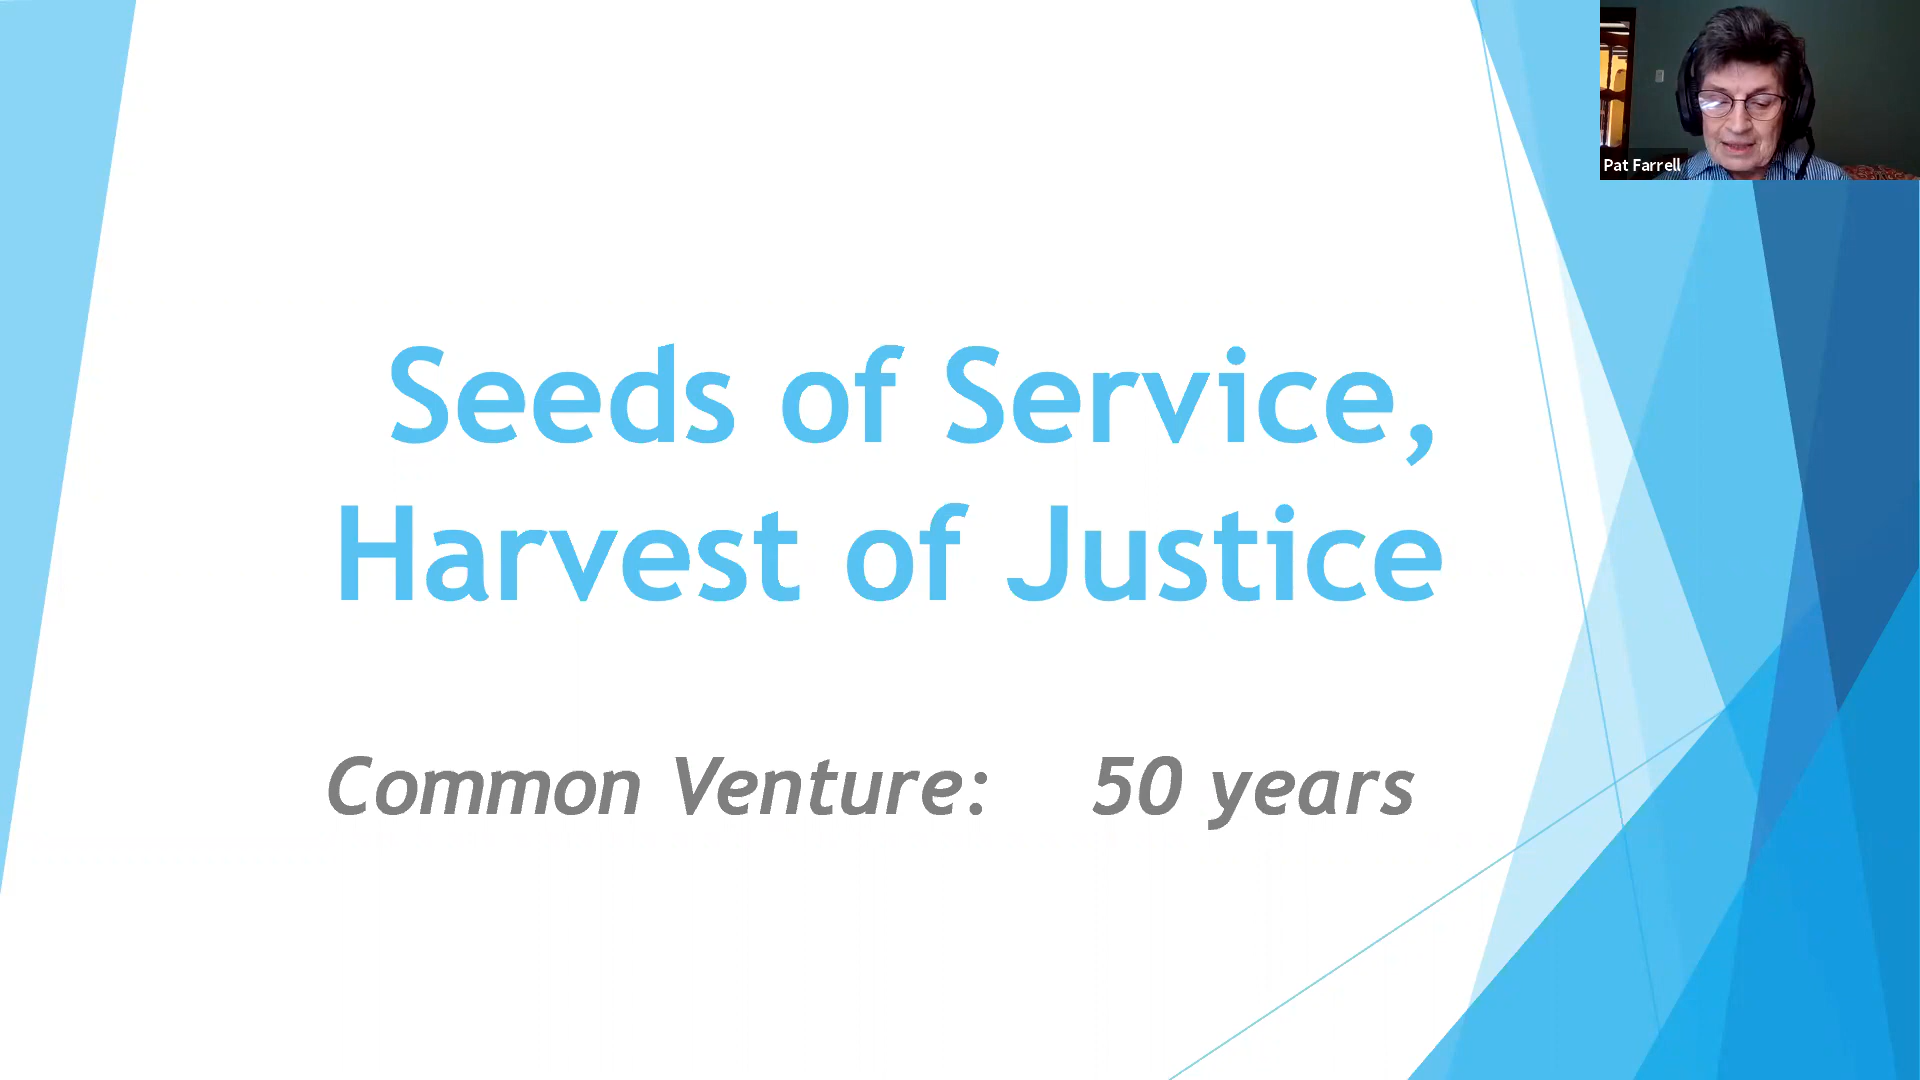 Pat Farrell
Seeds of Service,
Harvest of Justice
Common Venture: 50 years